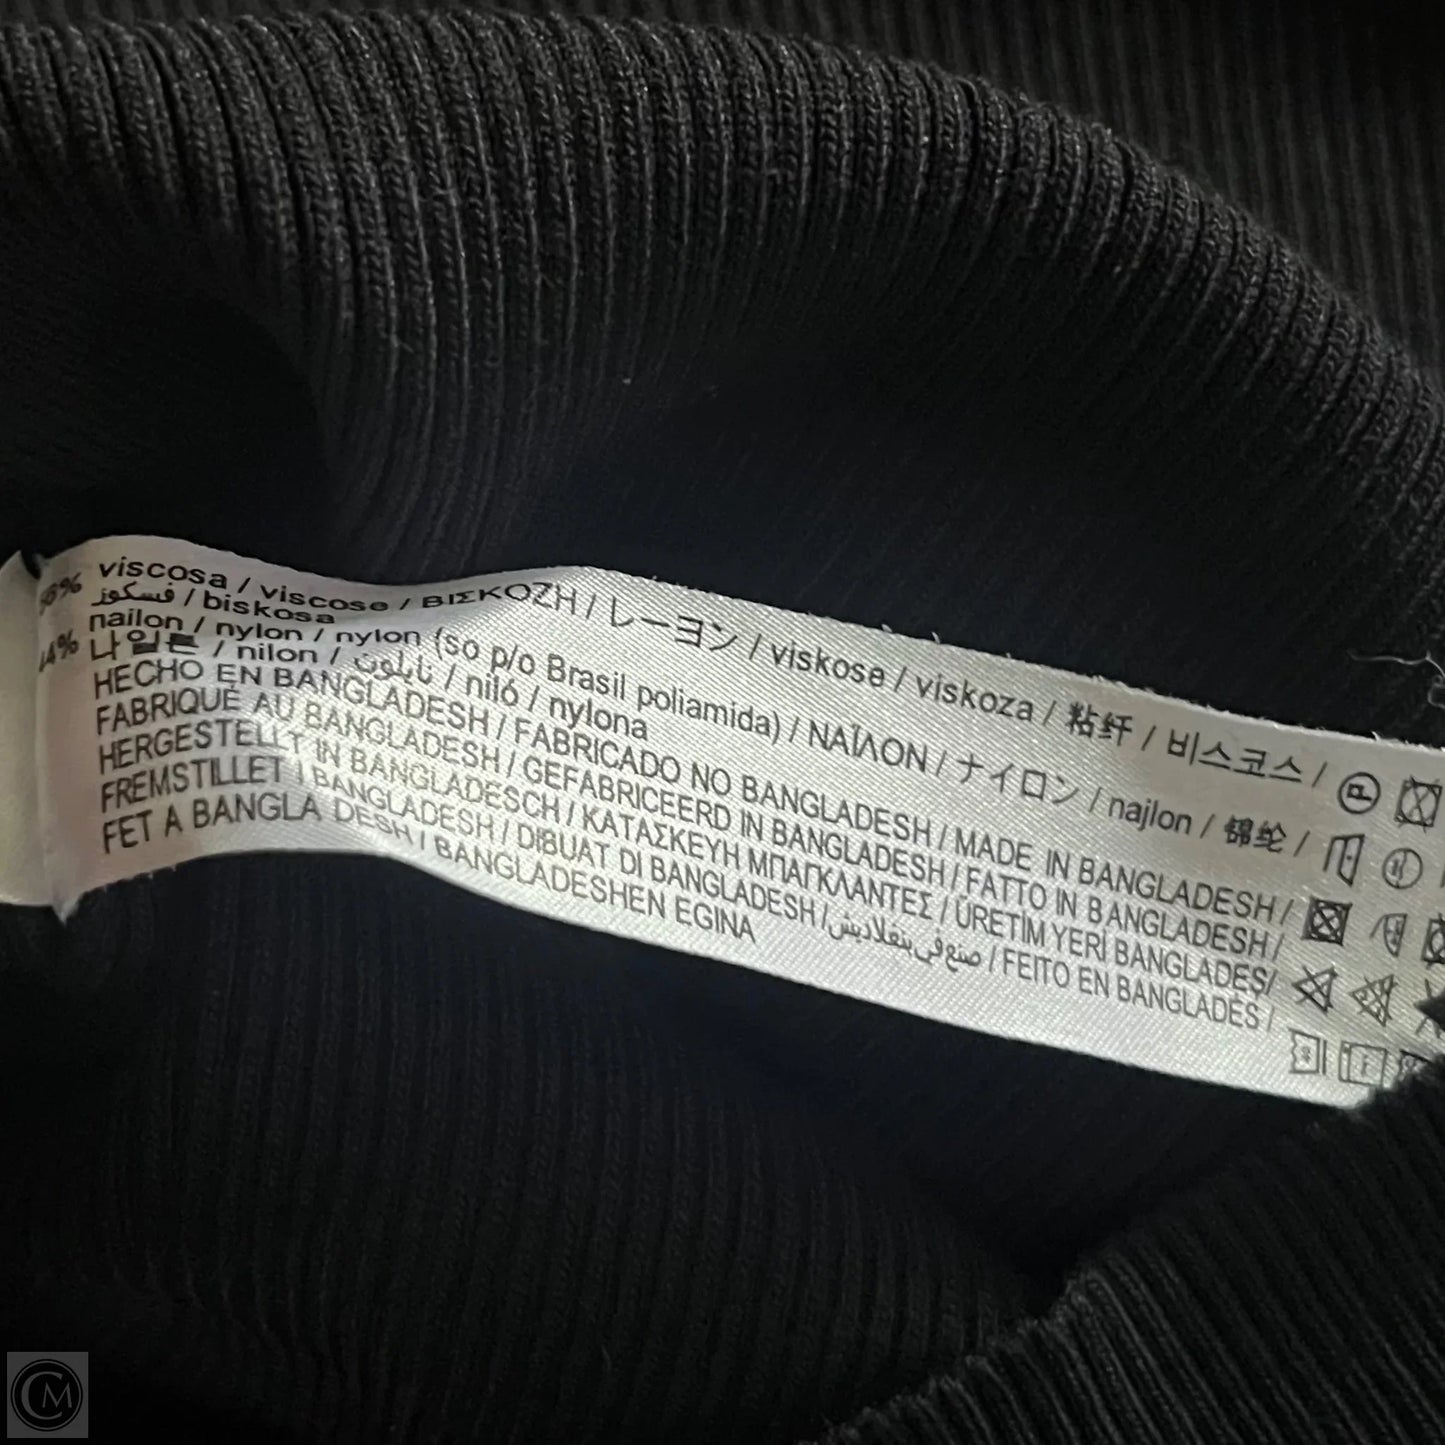 viscosa / viscose / ΒΙΣΚΟΖΗ / レーヨン / viskose / viskoza / 粘纤 / 비스코스 /
فسكوز / biskosa
nailon / nylon / nylon (so p/o Brasil poliamida) / ΝΑΪΛΟΝ / ナイロン / najlon / 锦纶 /
나일론 / nilon / نايلون / niló / nylona
HECHO EN BANGLADESH / FABRICADO NO BANGLADESH / MADE IN BANGLADESH /
FABRIQUÉ AU BANGLADESH / GEFABRICEERD IN BANGLADESH / FATTO IN BANGLADESH /
HERGESTELLT IN BANGLADESCH / ΚΑΤΑΣΚΕΥΗ ΜΠΑΓΚΛΑΝΤΕΣ / ÜRETİM YERİ BANGLADEŞ/
FREMSTILLET I BANGLADESH / DIBUAT DI BANGLADESH / صنع في بنغلاديش / FEITO EN BANGLADÉS /
FET A BANGLA DESH / BANGLADESHEN EGINA
CM